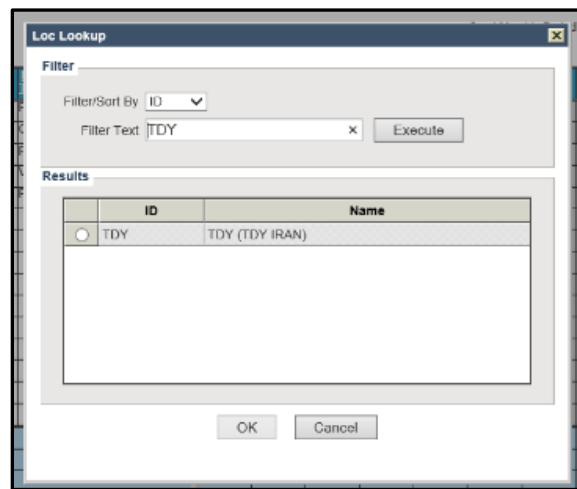 Loc Lookup
Filter
Filter/Sort By ID
Filter Text TDY × Execute
Results
ID Name
TDY TDY (TDY IRAN)
OK Cancel